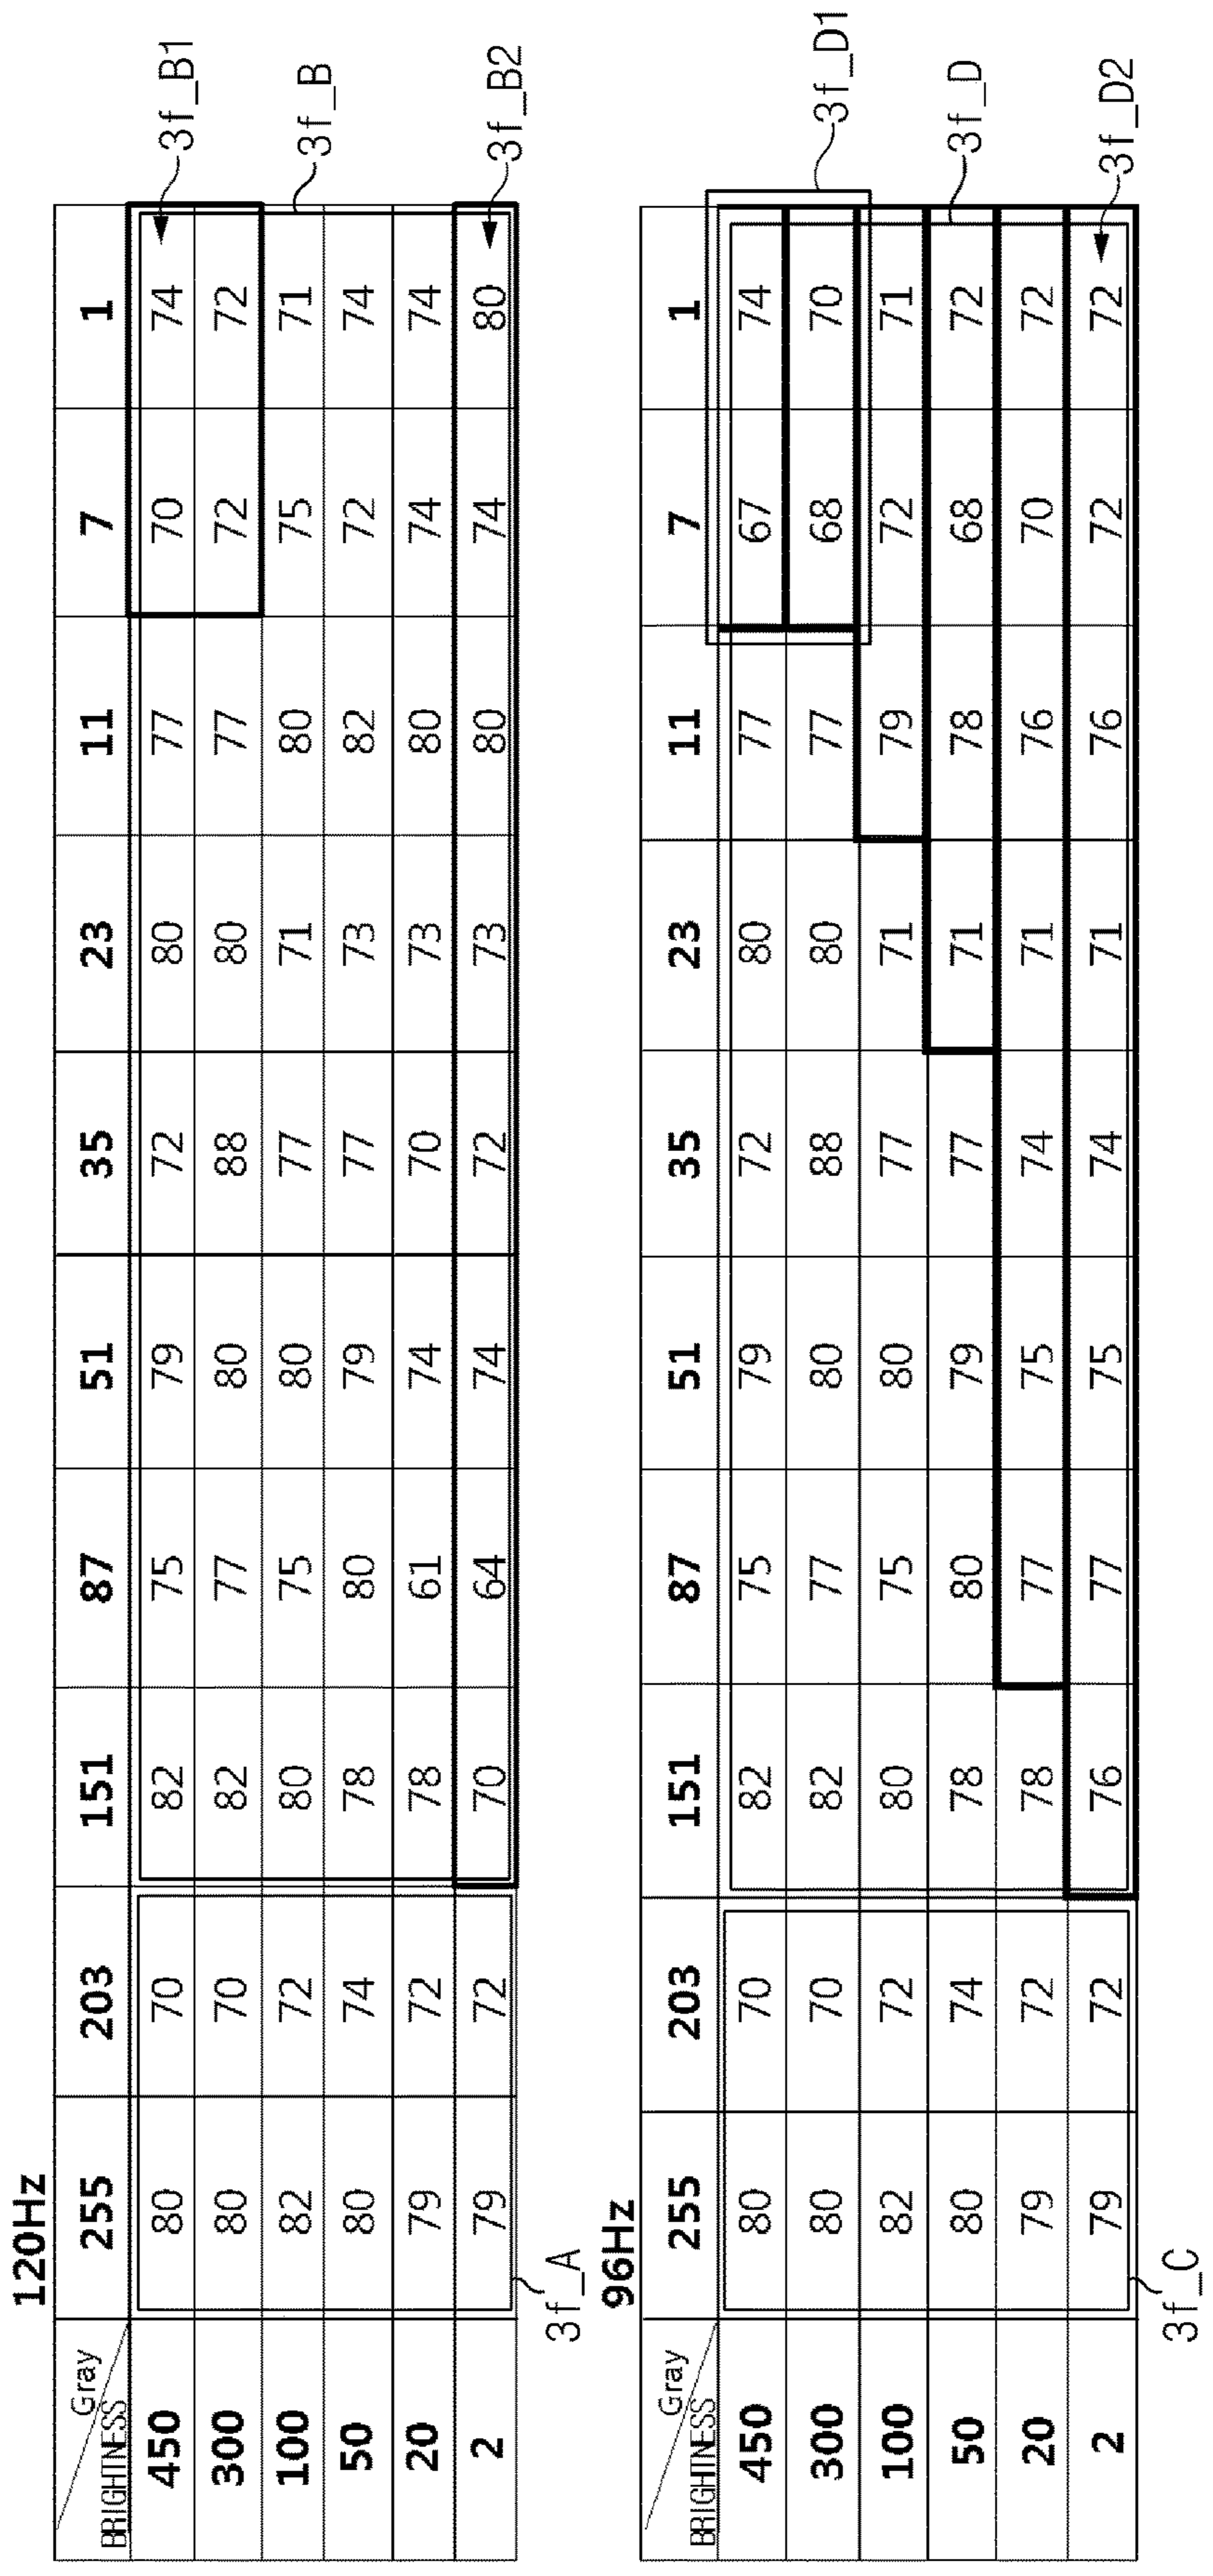 120Hz
Gray
BRIGHTNESS 255 203 151 87 51 35 23 11 7 1
450 80 70 82 75 79 72 80 77 70 74
300 80 70 82 77 80 88 80 77 72 72
100 82 72 80 75 80 77 71 80 75 71
50 80 74 78 80 79 77 73 82 72 74
20 79 72 78 61 74 70 73 80 74 74
2 79 72 70 64 74 72 73 80 74 80
3f_B1
3f_B
3f_B2
3f_A
96Hz
Gray
BRIGHTNESS 255 203 151 87 51 35 23 11 7 1
450 80 70 82 75 79 72 80 77 67 74
300 80 70 82 77 80 88 80 77 68 70
100 82 72 80 75 80 77 71 79 72 71
50 80 74 78 80 79 77 71 78 68 72
20 79 72 78 77 75 74 71 76 70 72
2 79 72 76 77 75 74 71 76 72 72
3f_D1
3f_D
3f_D2
3f_C